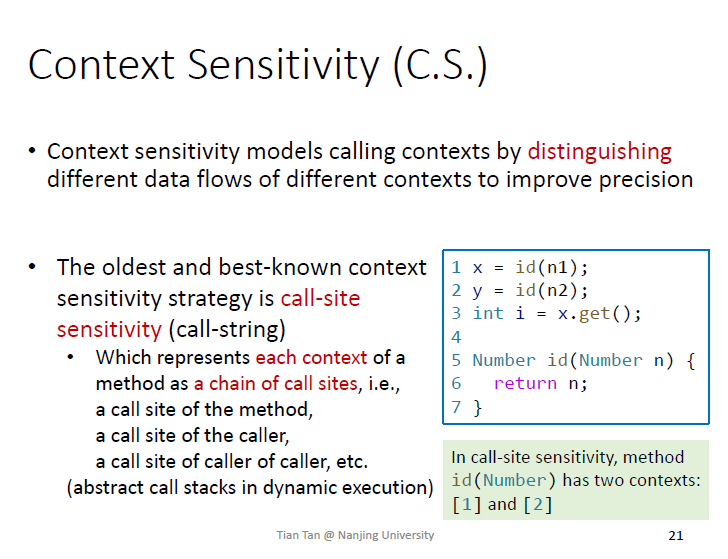 Context Sensitivity (C.S.)
• Context sensitivity models calling contexts by distinguishing
different data flows of different contexts to improve precision
• The oldest and best-known context
sensitivity strategy is call-site
sensitivity (call-string)
• Which represents each context of a
method as a chain of call sites, i.e.,
a call site of the method,
a call site of the caller,
a call site of caller of caller, etc.
(abstract call stacks in dynamic execution)
1 x = id(n1);
2 y = id(n2);
3 int i = x.get();
4
5 Number id(Number n) {
6   return n;
7 }
In call-site sensitivity, method
id(Number) has two contexts:
[1] and [2]
Tian Tan @ Nanjing University
21